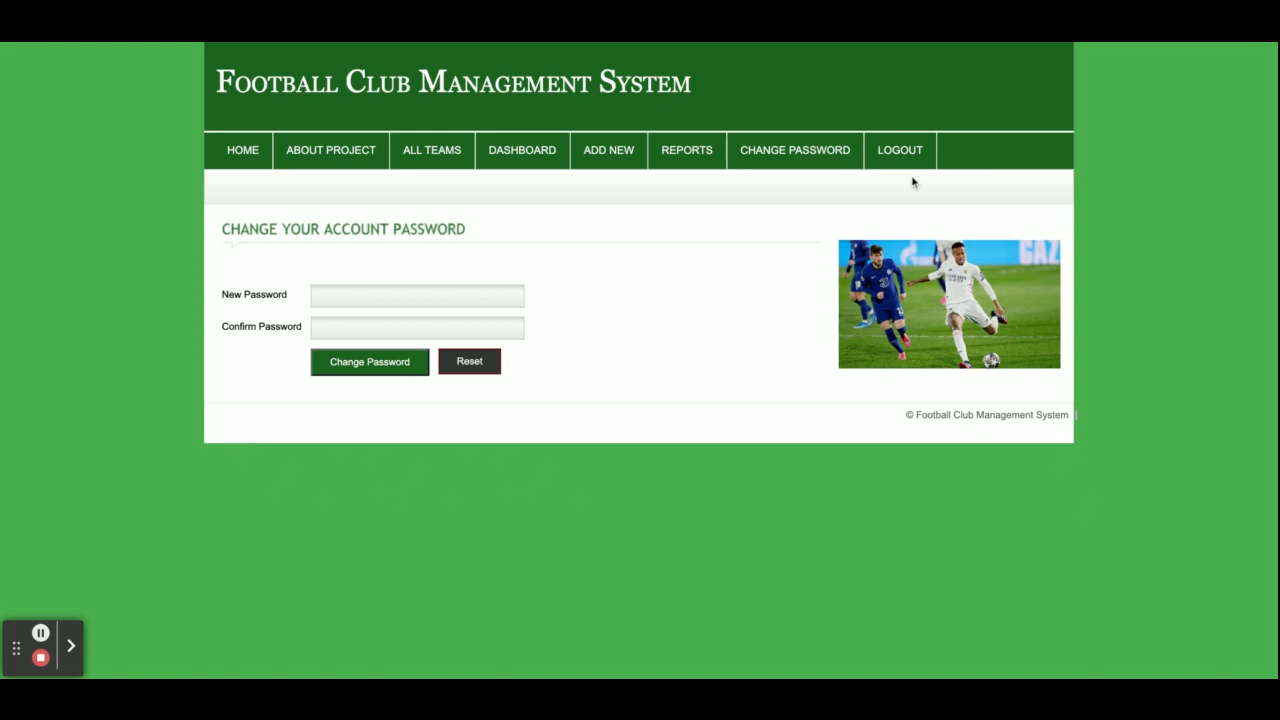 Football Club Management System
HOME ABOUT PROJECT ALL TEAMS DASHBOARD ADD NEW REPORTS CHANGE PASSWORD LOGOUT
CHANGE YOUR ACCOUNT PASSWORD
GAZ
New Password
Confirm Password
Change Password Reset
© Football Club Management System